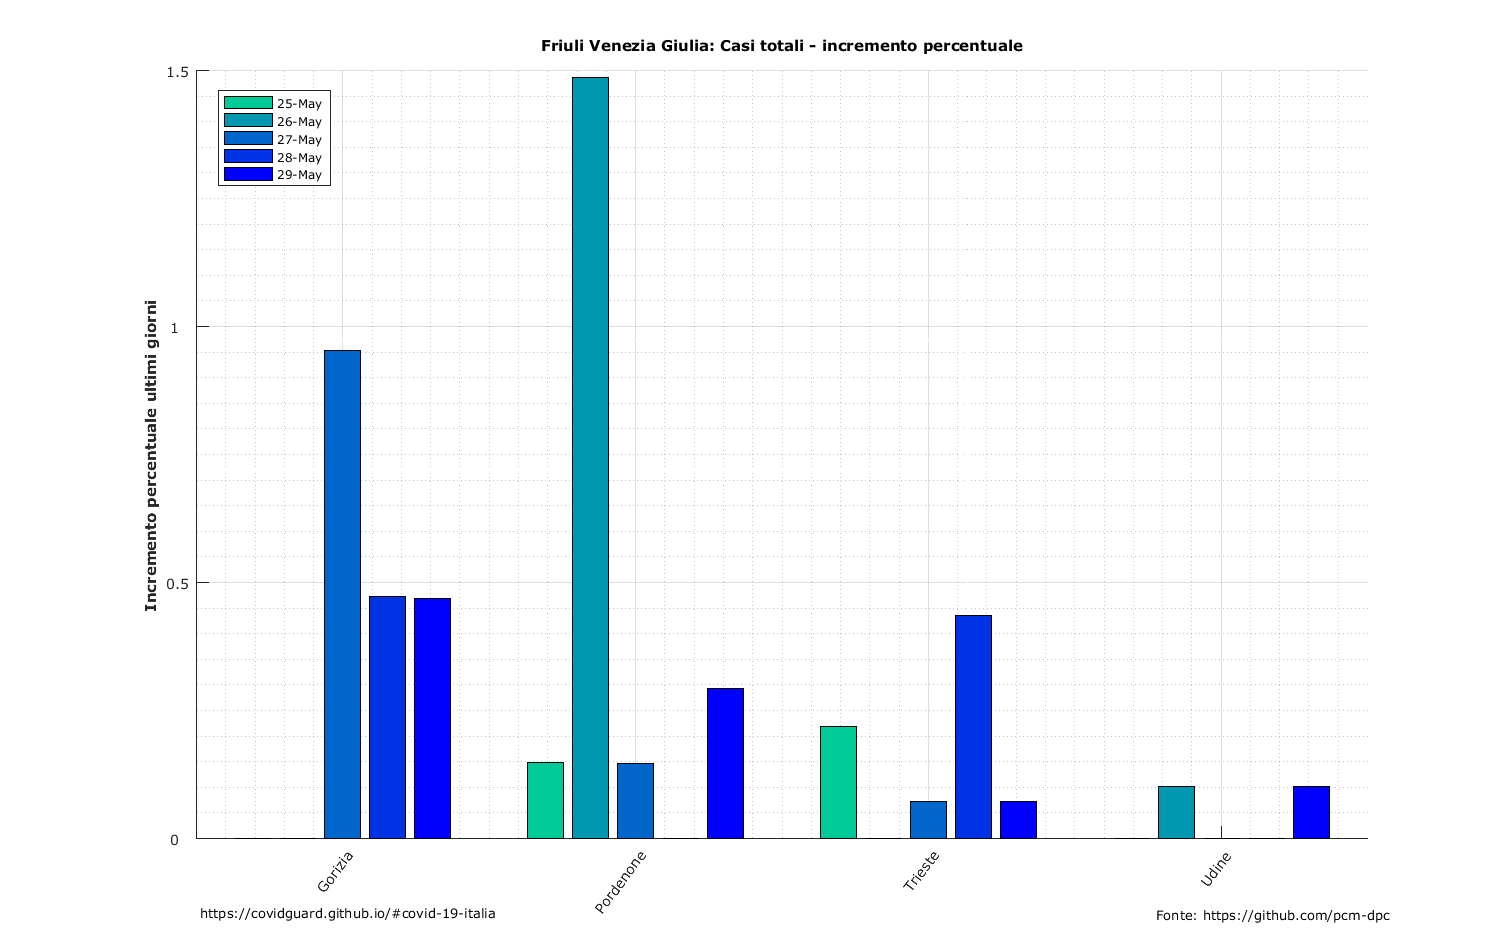 Friuli Venezia Giulia: Casi totali - incremento percentuale
1.5
1
0.5
0
Incremento percentuale ultimi giorni
25-May
26-May
27-May
28-May
29-May
Gorizia
Pordenone
Trieste
Udine
https://covidguard.github.io/#covid-19-italia
Fonte: https://github.com/pcm-dpc